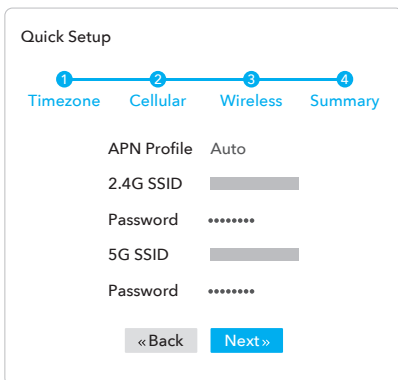 Quick Setup
1 2 3 4
Timezone Cellular Wireless Summary
APN Profile Auto
2.4G SSID
Password ••••••••
5G SSID
Password ••••••••
«Back Next»